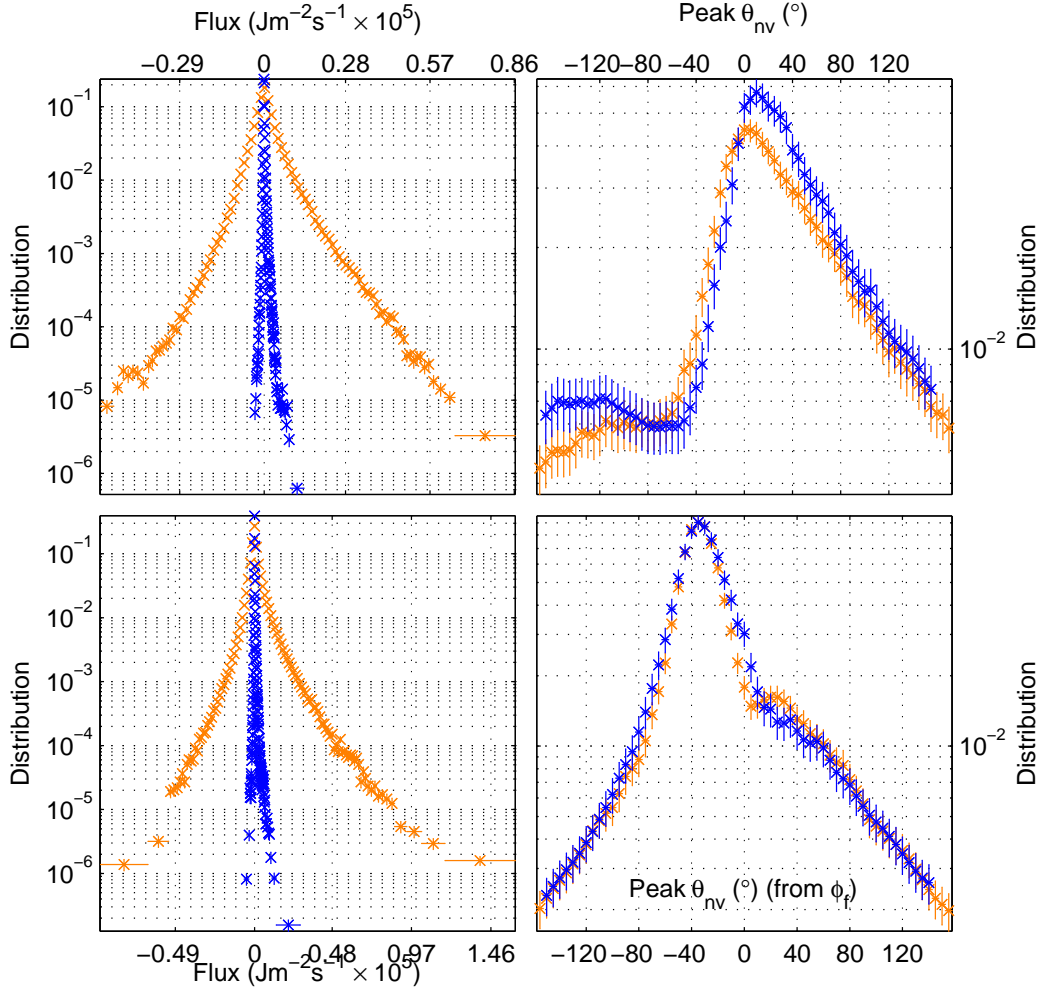 Flux (Jm⁻²s⁻¹ × 10⁵)
−0.29 0 0.28 0.57 0.86
Peak θnv (°)
−120 −80 −40 0 40 80 120
Distribution
10⁻¹
10⁻²
10⁻³
10⁻⁴
10⁻⁵
10⁻⁶
10⁻²
Distribution
Distribution
10⁻¹
10⁻²
10⁻³
10⁻⁴
10⁻⁵
10⁻⁶
−0.49 0 0.48 0.97 1.46
Flux (Jm⁻²s⁻¹ × 10⁵)
10⁻²
Distribution
Peak θnv (°) (from ϕf)
−120 −80 −40 0 40 80 120